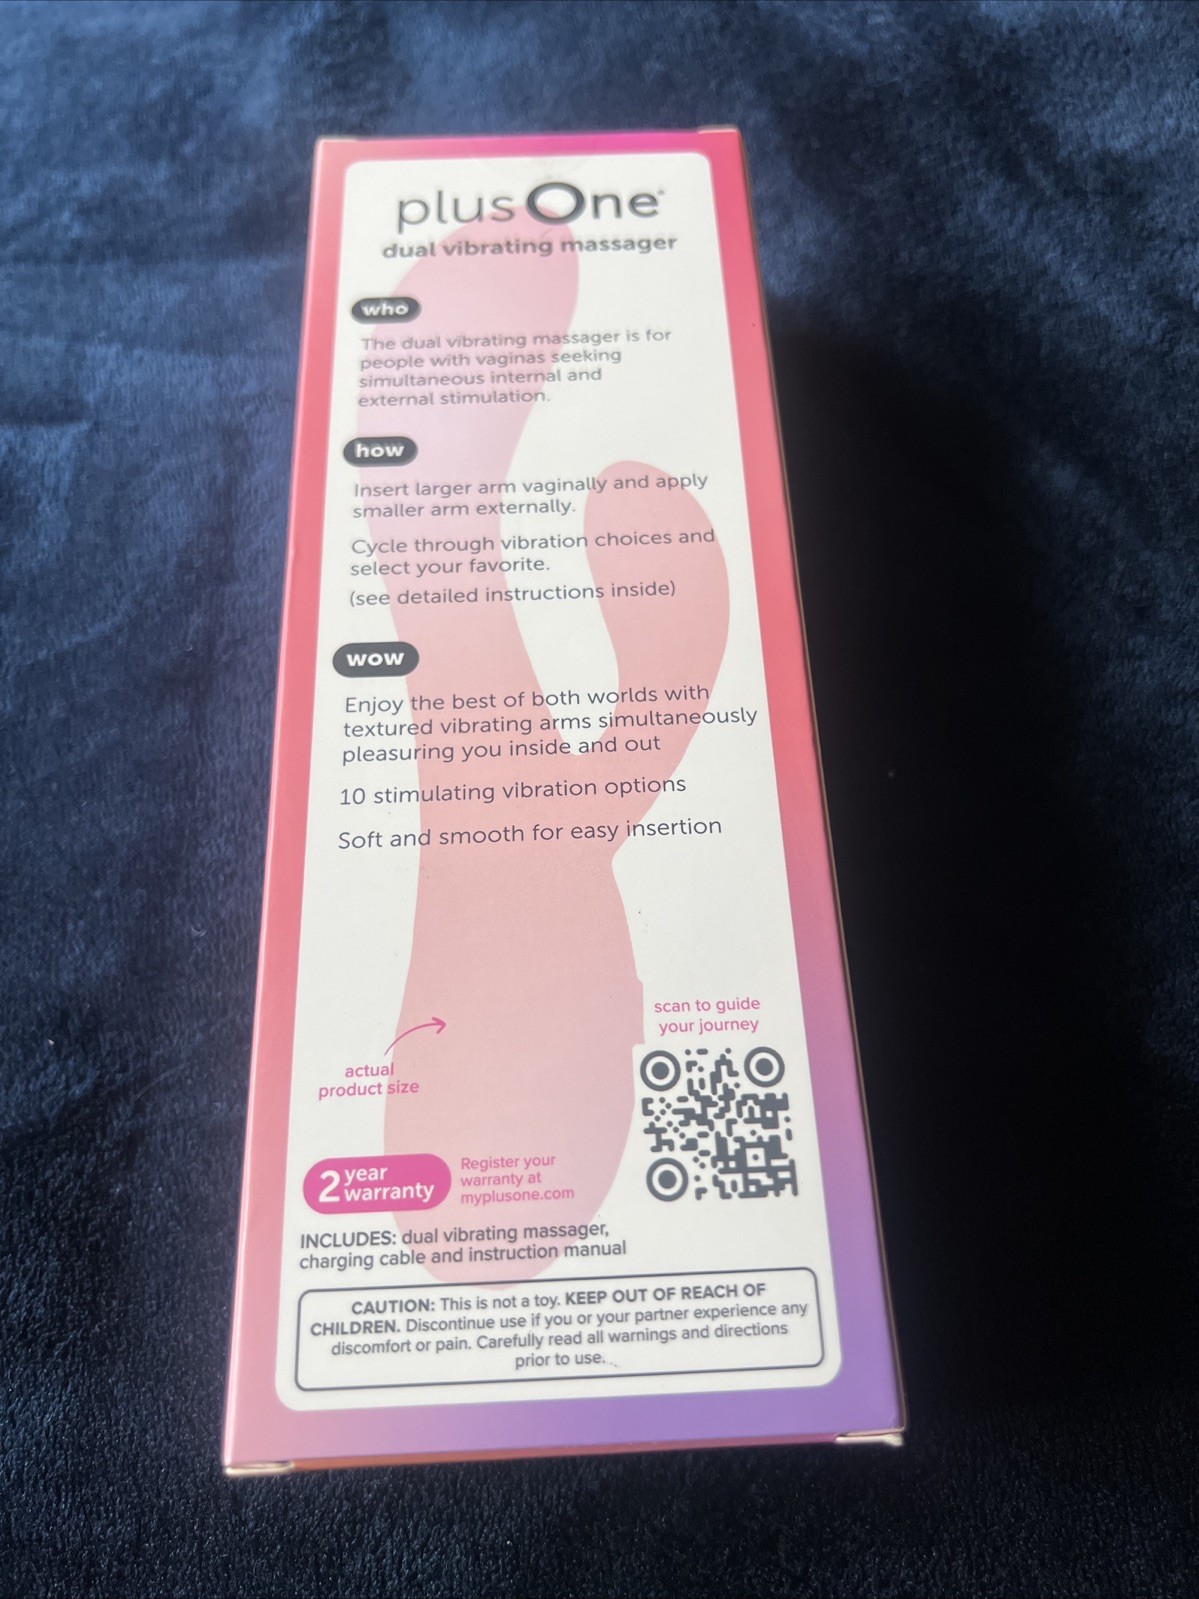 plusOne®
dual vibrating massager
who
The dual vibrating massager is for
people with vaginas seeking
simultaneous internal and
external stimulation.
how
Insert larger arm vaginally and apply
smaller arm externally.
Cycle through vibration choices and
select your favorite.
(see detailed instructions inside)
wow
Enjoy the best of both worlds with
textured vibrating arms simultaneously
pleasuring you inside and out
10 stimulating vibration options
Soft and smooth for easy insertion
scan to guide
your journey
actual
product size
2 year
warranty
Register your
warranty at
myplusone.com
INCLUDES: dual vibrating massager,
charging cable and instruction manual
CAUTION: This is not a toy. KEEP OUT OF REACH OF
CHILDREN. Discontinue use if you or your partner experience any
discomfort or pain. Carefully read all warnings and directions
prior to use.